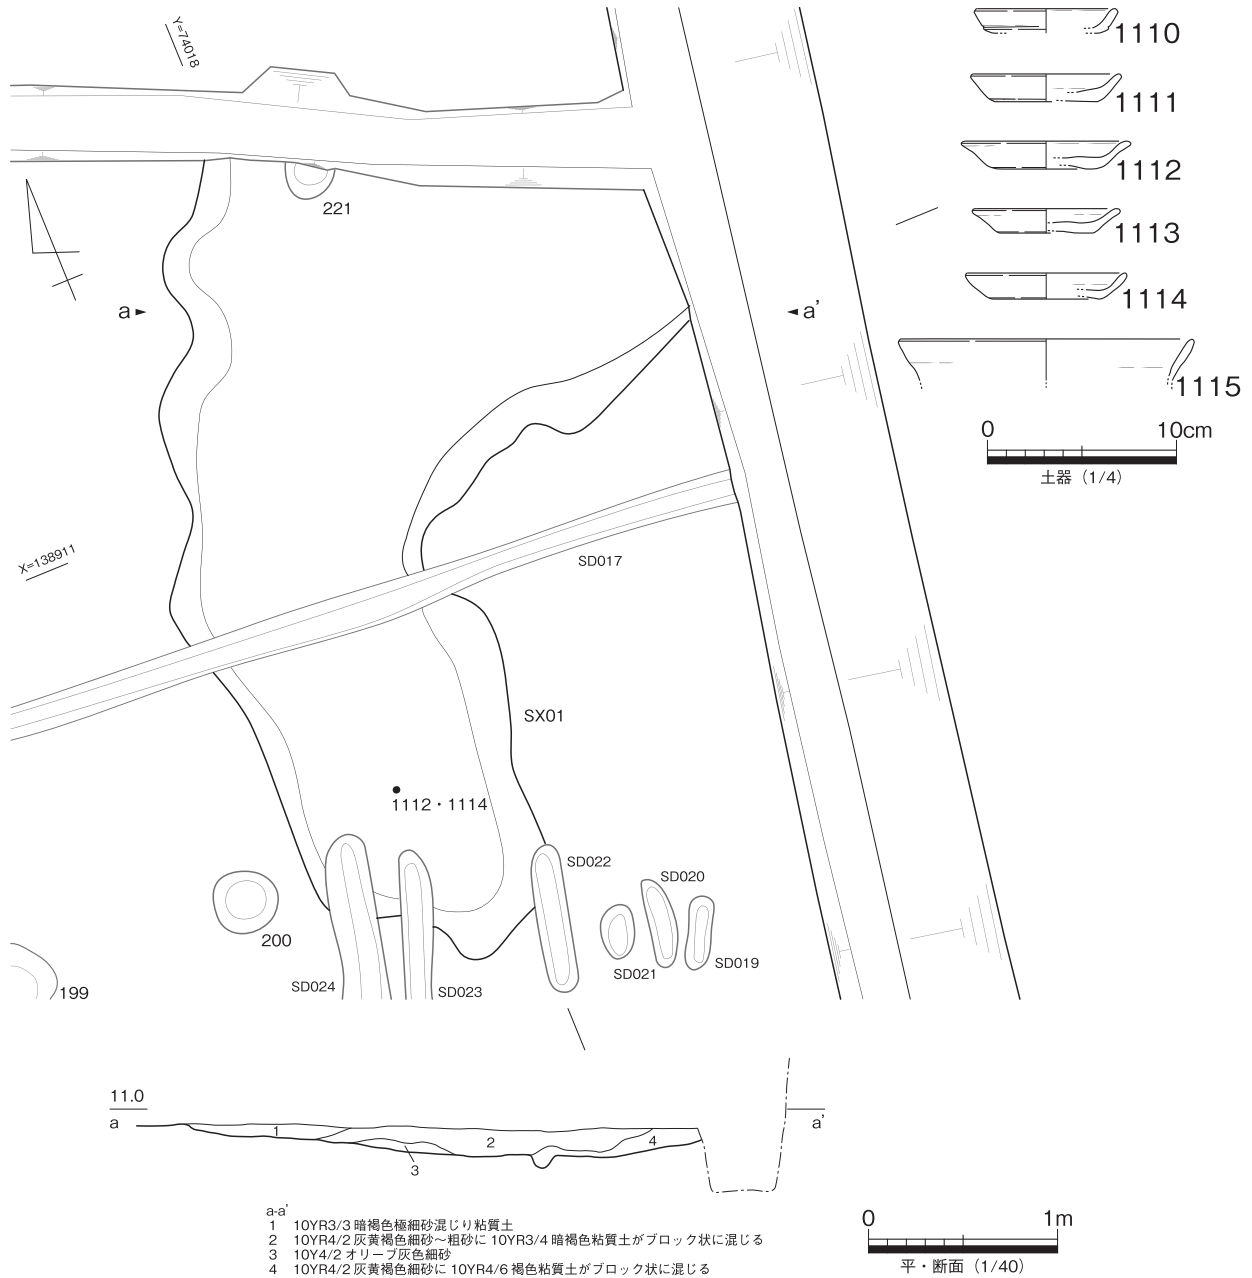 Y=74018
221
a
a'
X=138911
SD017
SX01
1112・1114
SD022
SD020
200
SD021
SD019
SD024
SD023
199
1110
1111
1112
1113
1114
1115
0 10cm
土器（1/4）
11.0
a
a'
1
2
3
4
a-a'
1 10YR3/3 暗褐色極細砂混じり粘質土
2 10YR4/2 灰黄褐色細砂～粗砂に 10YR3/4 暗褐色粘質土がブロック状に混じる
3 10Y4/2 オリーブ灰色細砂
4 10YR4/2 灰黄褐色細砂に 10YR4/6 褐色粘質土がブロック状に混じる
0 1m
平・断面（1/40）